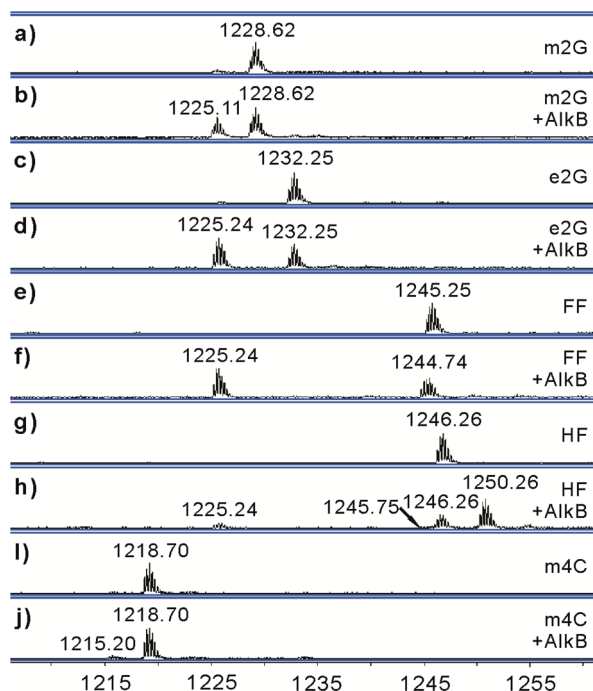 a) 1228.62 m2G
b) 1225.11 1228.62 m2G
+AlkB
c) 1232.25 e2G
d) 1225.24 1232.25 e2G
+AlkB
e) 1245.25 FF
f) 1225.24 1244.74 FF
+AlkB
g) 1246.26 HF
h) 1225.24 1245.75 1246.26 1250.26 HF
+AlkB
I) 1218.70 m4C
j) 1215.20 1218.70 m4C
+AlkB
1215 1225 1235 1245 1255